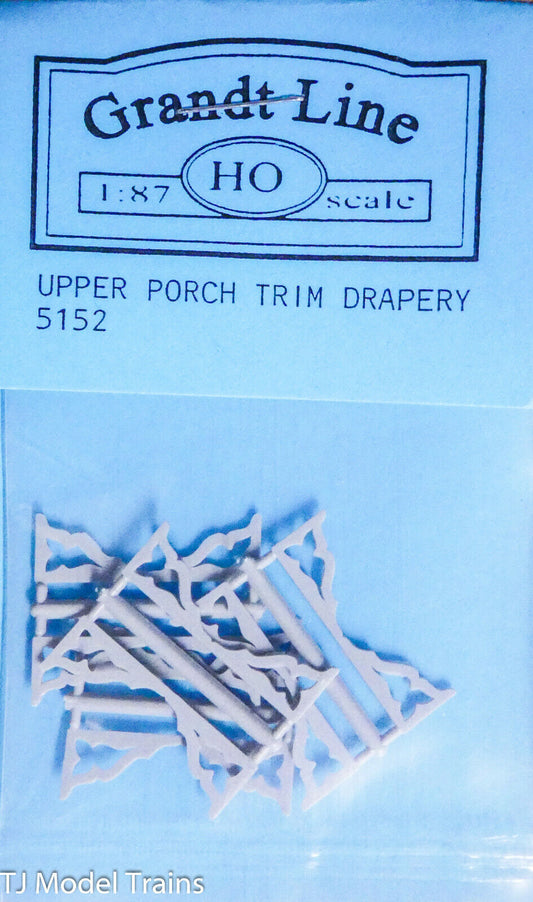 Grandt Line
1:87 HO scale
UPPER PORCH TRIM DRAPERY
5152
TJ Model Trains